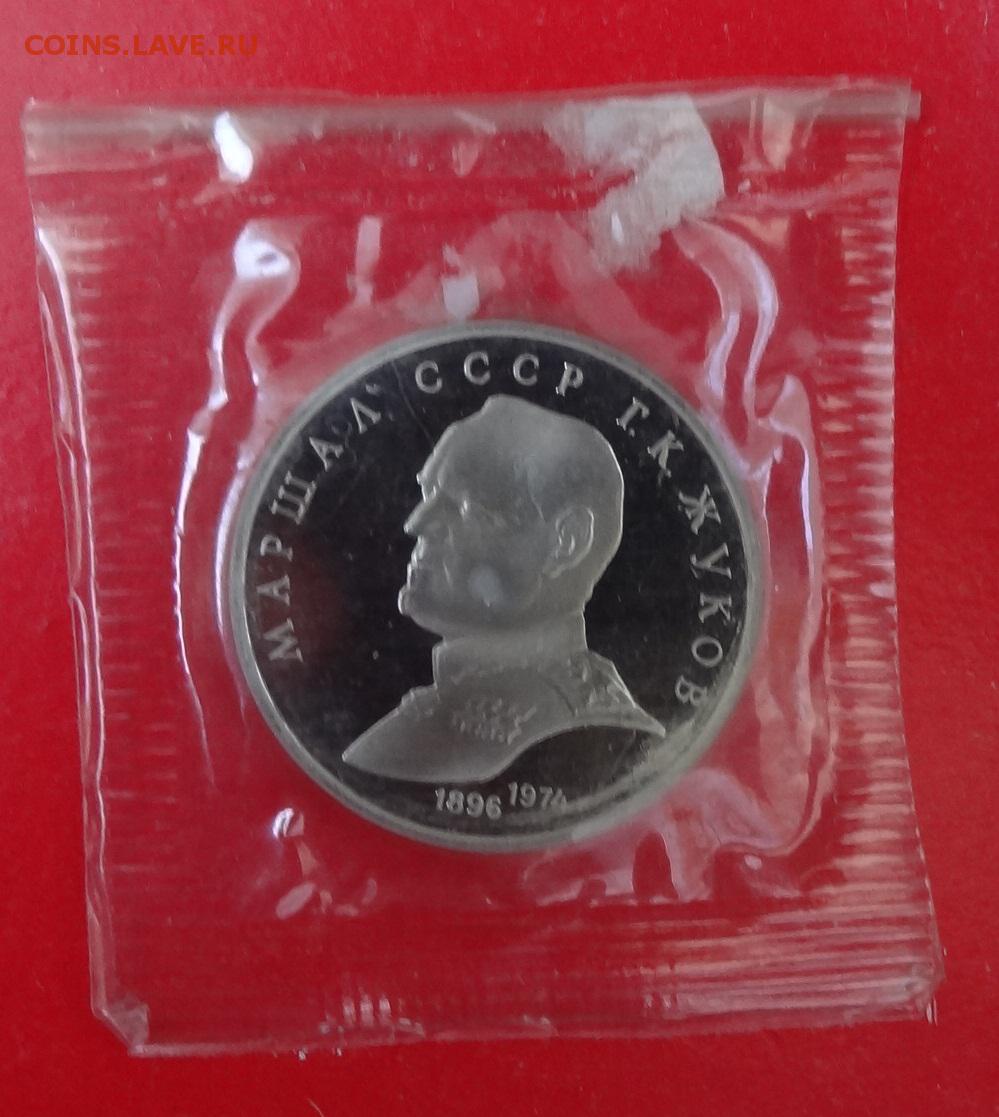 COINS.LAVE.RU
МАРШАЛ СССР Г.К.ЖУКОВ
1896 1974